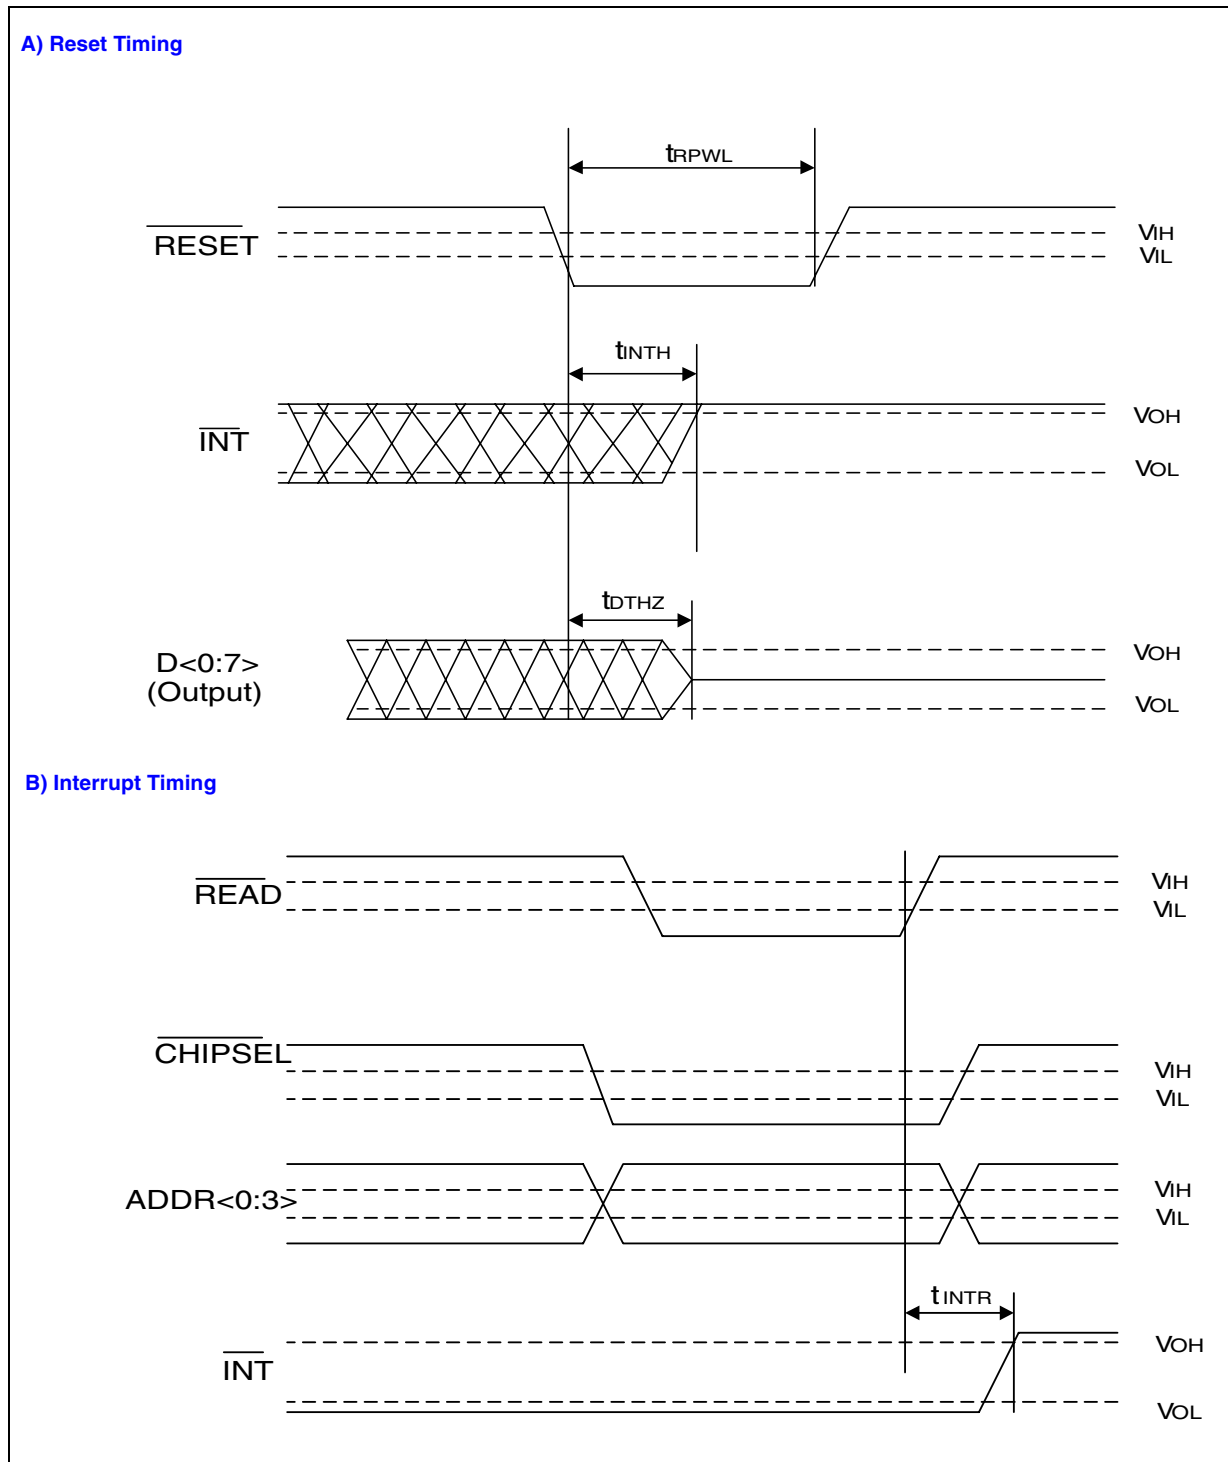 A) Reset Timing
tRPWL
RESET
VIH
VIL
tINTH
INT
VOH
VOL
tDTHZ
D<0:7>
(Output)
VOH
VOL
B) Interrupt Timing
READ
VIH
VIL
CHIPSEL
VIH
VIL
ADDR<0:3>
VIH
VIL
tINTR
INT
VOH
VOL